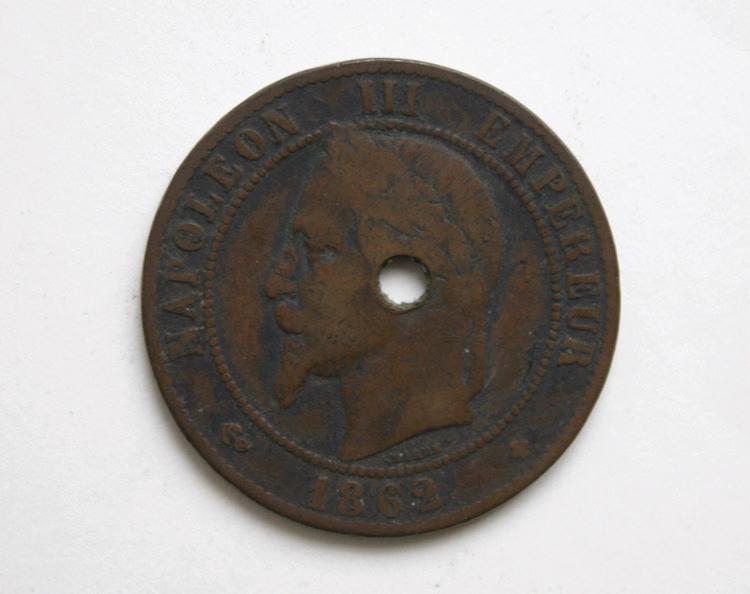 NAPOLEON III EMPEREUR
1862